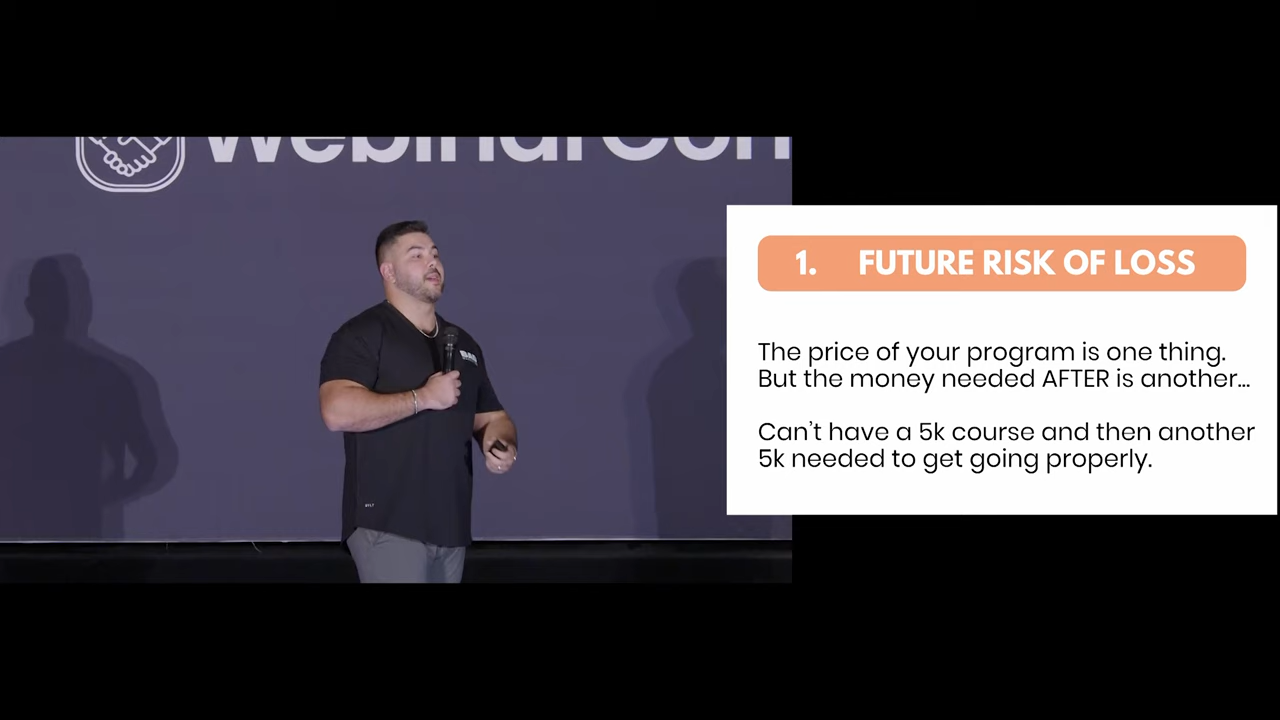 WebinarCon
1. FUTURE RISK OF LOSS
The price of your program is one thing.
But the money needed AFTER is another...
Can't have a 5k course and then another
5k needed to get going properly.